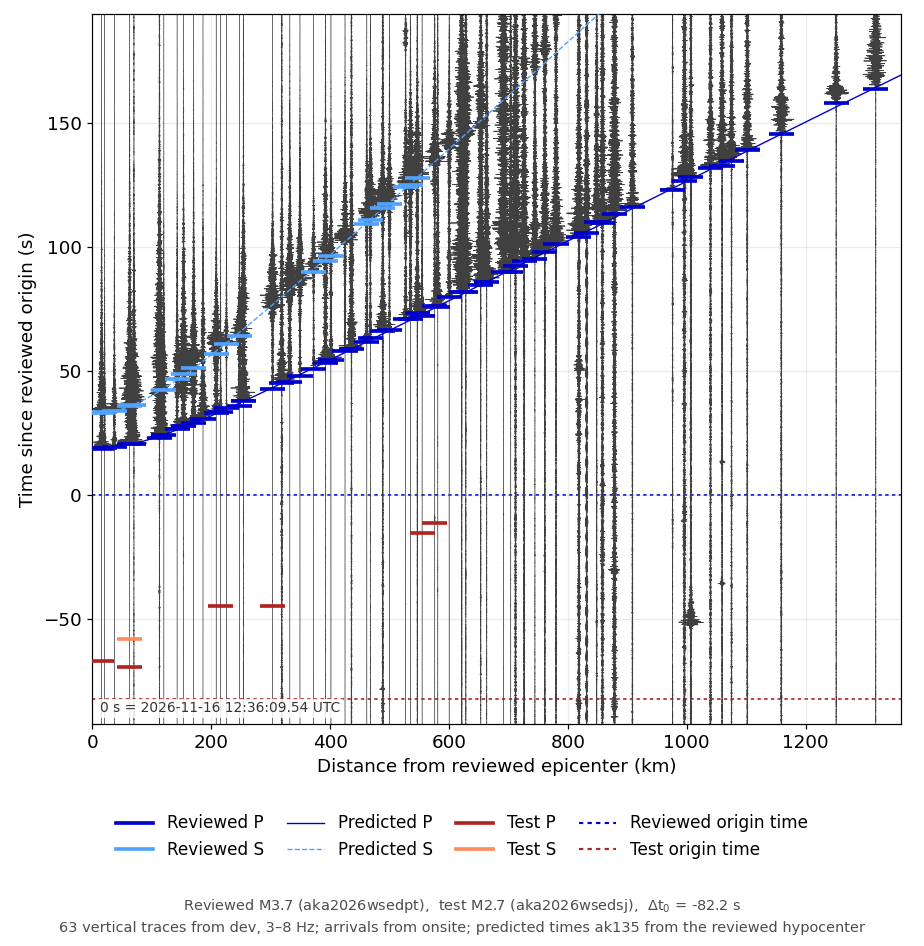 150
100
50
0
−50
Time since reviewed origin (s)
0 s = 2026-11-16 12:36:09.54 UTC
0 200 400 600 800 1000 1200
Distance from reviewed epicenter (km)
Reviewed P Predicted P Test P Reviewed origin time
Reviewed S Predicted S Test S Test origin time
Reviewed M3.7 (aka2026wsedpt), test M2.7 (aka2026wsedsj), Δt₀ = -82.2 s
63 vertical traces from dev, 3–8 Hz; arrivals from onsite; predicted times ak135 from the reviewed hypocenter